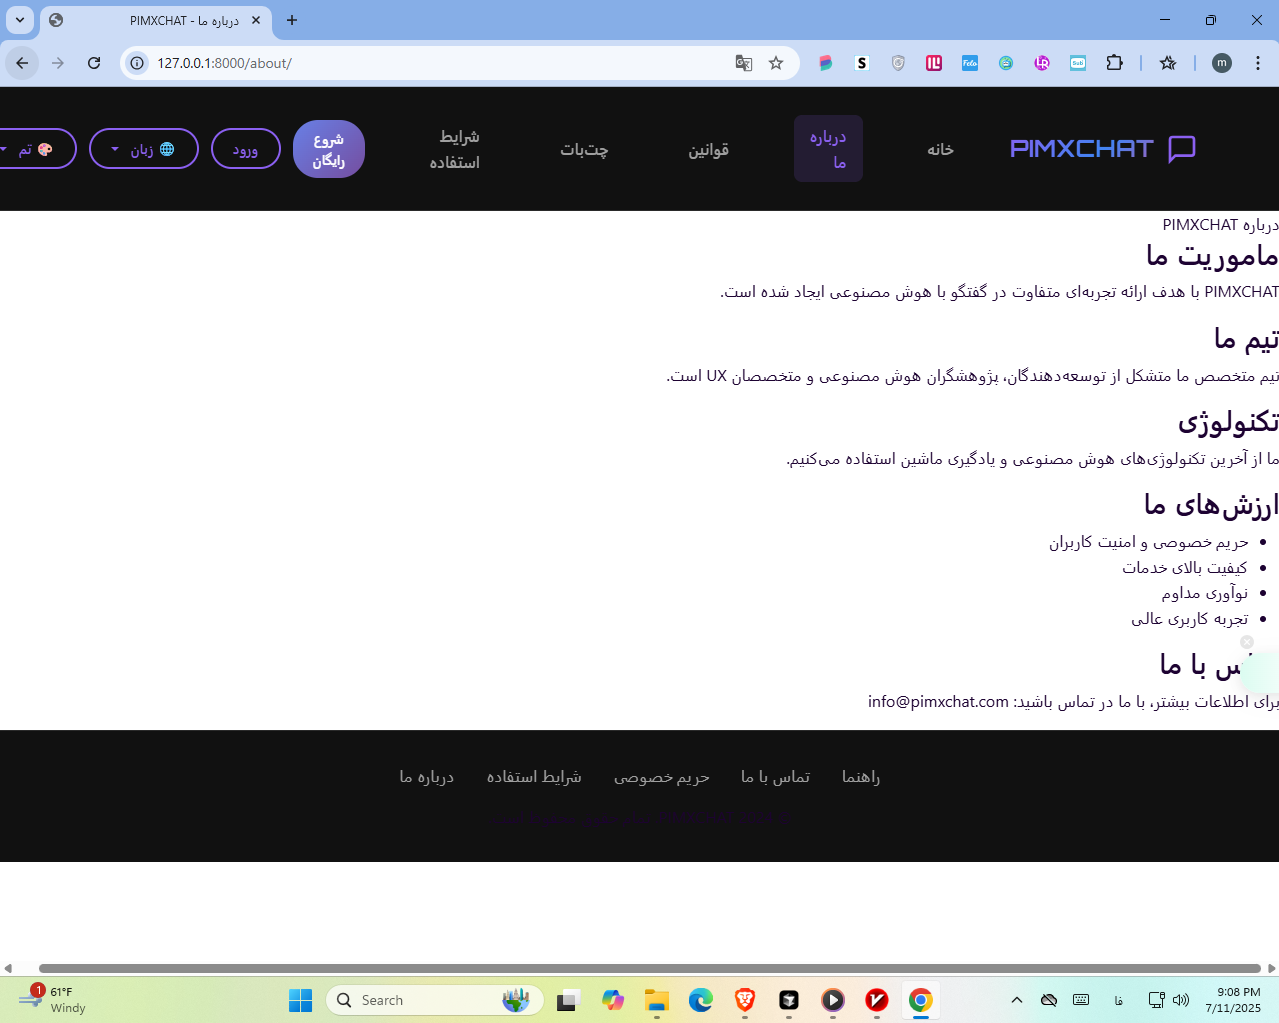 درباره ما - PIMXCHAT
127.0.0.1:8000/about/
m
PIMXCHAT
خانه
درباره
ما
قوانین
چت‌بات
شرایط
استفاده
شروع
رایگان
ورود
زبان
تم
درباره PIMXCHAT
ماموریت ما
PIMXCHAT با هدف ارائه تجربه‌ای متفاوت در گفتگو با هوش مصنوعی ایجاد شده است.
تیم ما
تیم متخصص ما متشکل از توسعه‌دهندگان، پژوهشگران هوش مصنوعی و متخصصان UX است.
تکنولوژی
ما از آخرین تکنولوژی‌های هوش مصنوعی و یادگیری ماشین استفاده می‌کنیم.
ارزش‌های ما
حریم خصوصی و امنیت کاربران
کیفیت بالای خدمات
نوآوری مداوم
تجربه کاربری عالی
با ما
برای اطلاعات بیشتر، با ما در تماس باشید: info@pimxchat.com
راهنما
تماس با ما
حریم خصوصی
شرایط استفاده
درباره ما
1
61°F
Windy
Search
فا
9:08 PM
7/11/2025